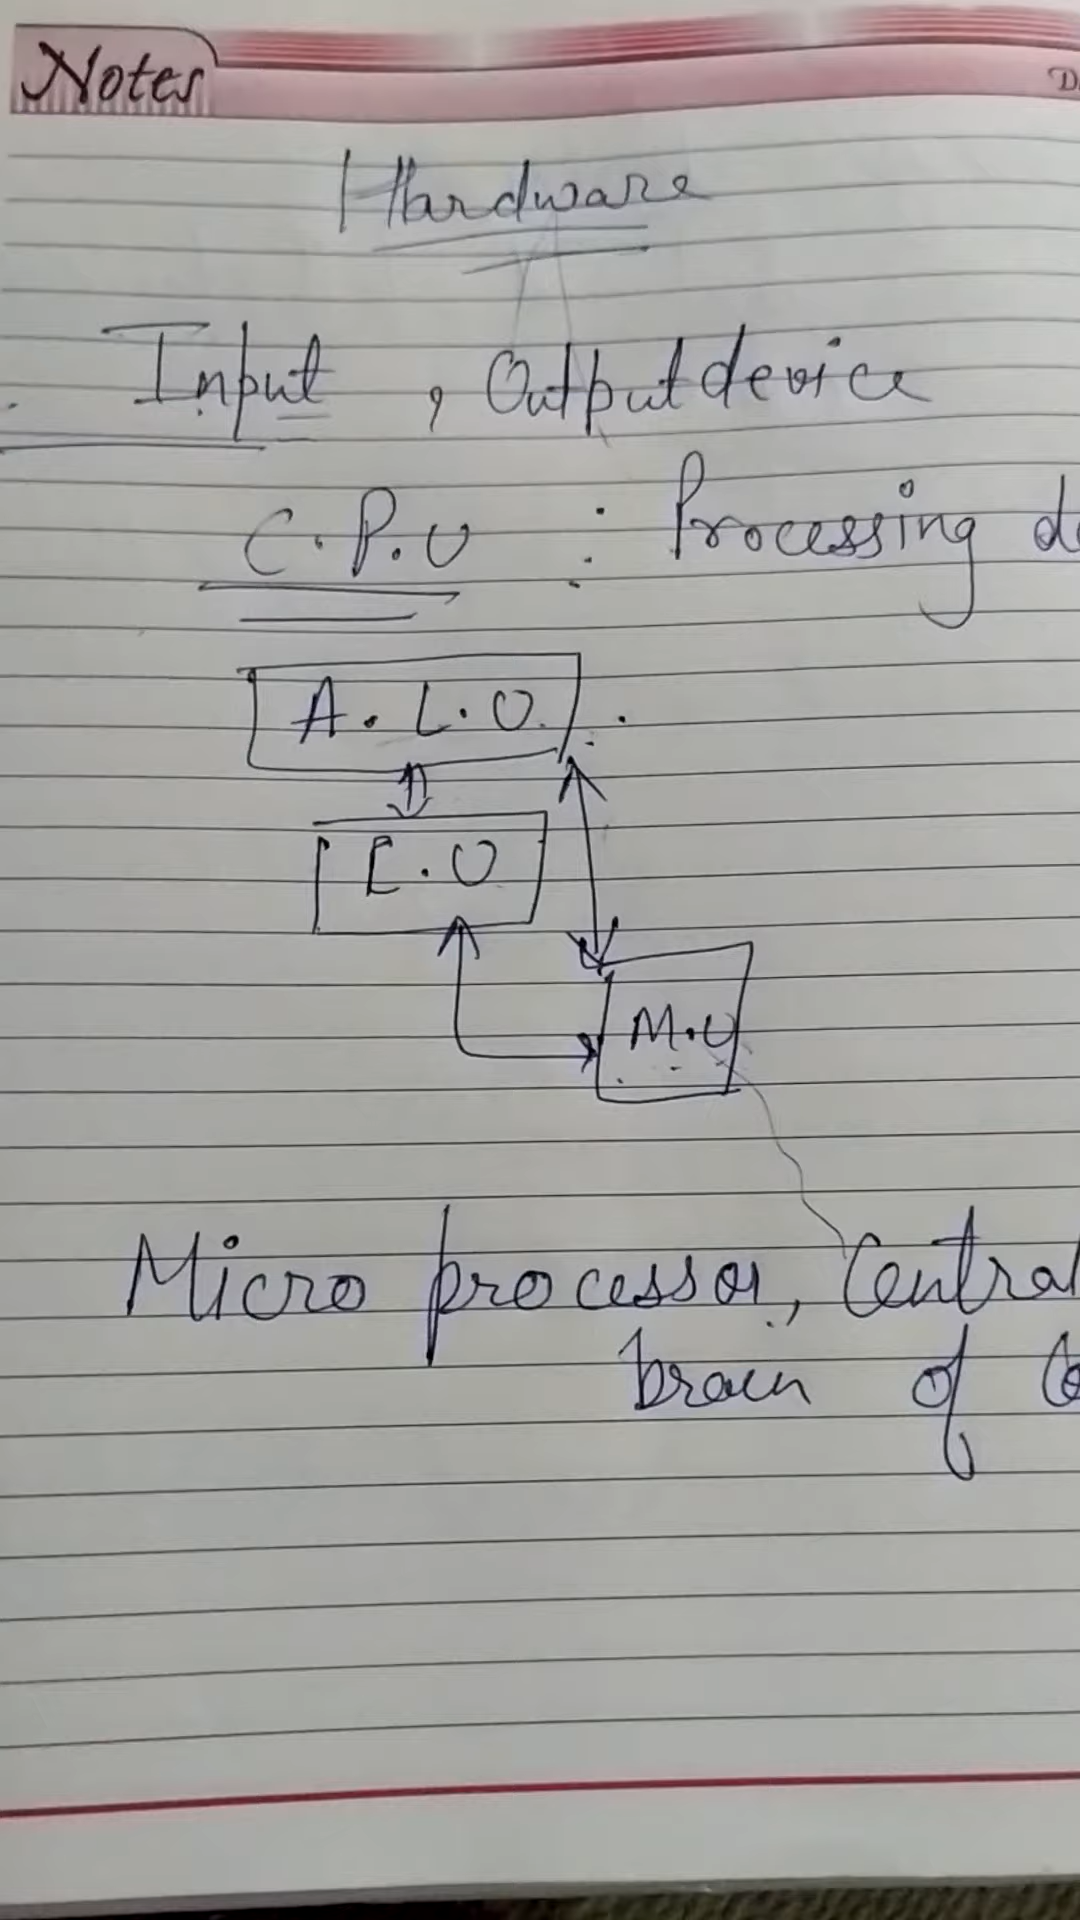 Notes
Hardware
Input , Output device
C.P.U : Processing
A.L.U.
C.U
M.U
Micro processor, Central
brain of